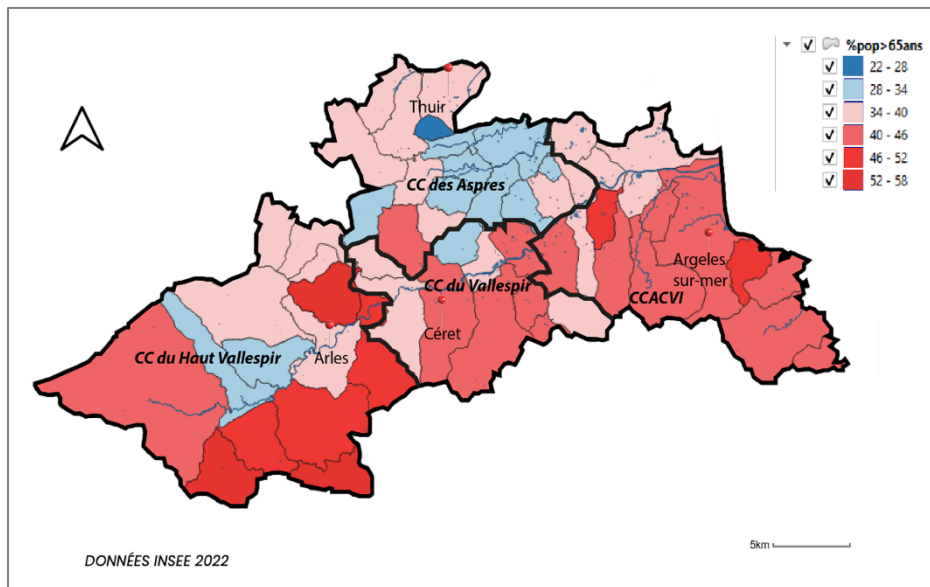 %pop>65ans
22 - 28
28 - 34
34 - 40
40 - 46
46 - 52
52 - 58
Thuir
CC des Aspres
Argeles
sur-mer
CC du Vallespir
CCACVI
Céret
CC du Haut Vallespir
Arles
5km
DONNÉES INSEE 2022